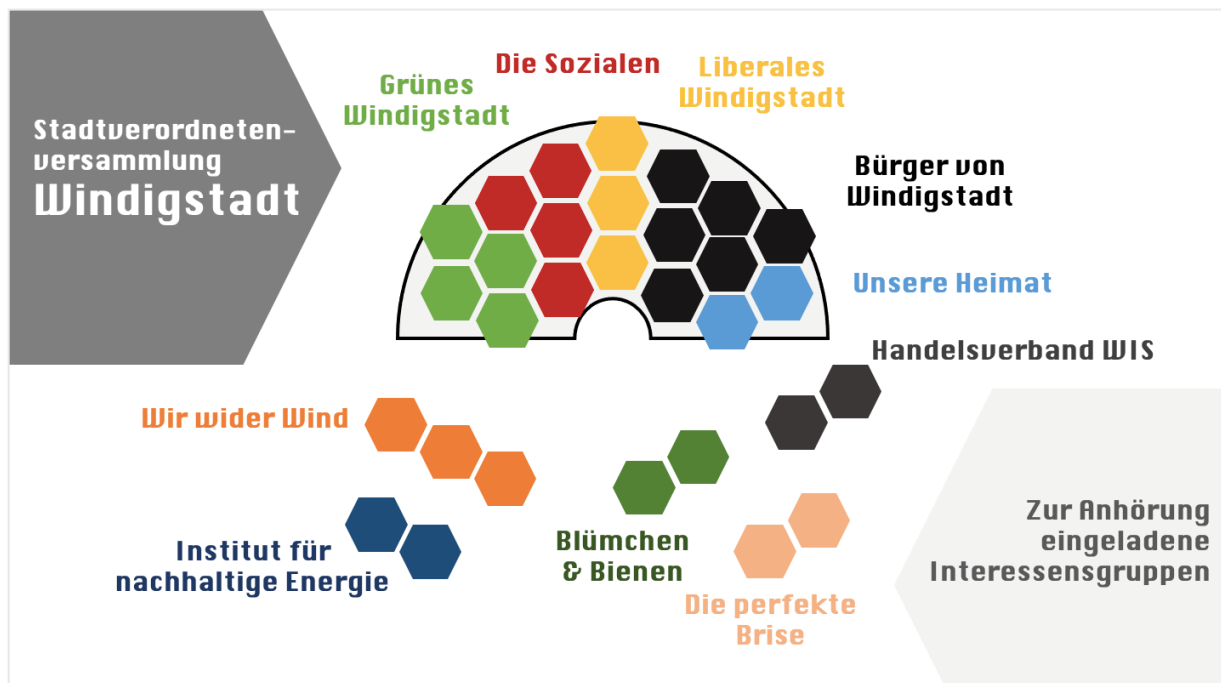 Stadtverordneten-
versammlung
Windigstadt
Grünes
Windigstadt
Die Sozialen
Liberales
Windigstadt
Bürger von
Windigstadt
Unsere Heimat
Handelsverband WIS
Wir wider Wind
Institut für
nachhaltige Energie
Blümchen
& Bienen
Die perfekte
Brise
Zur Anhörung
eingeladene
Interessensgruppen